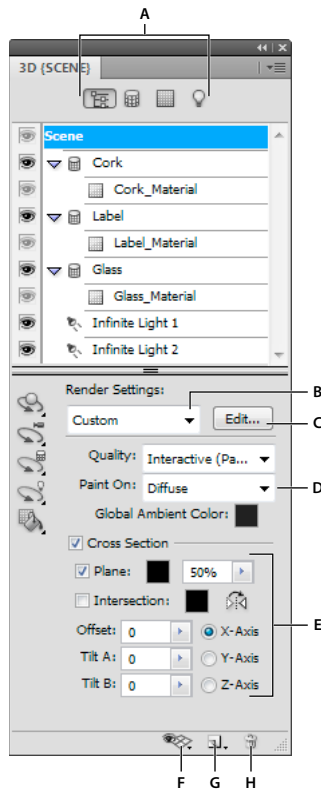 A
3D {SCENE}
Scene
Cork
Cork_Material
Label
Label_Material
Glass
Glass_Material
Infinite Light 1
Infinite Light 2
Render Settings:
B
Custom
Edit...
C
Quality: Interactive (Pa...
Paint On: Diffuse
D
Global Ambient Color:
Cross Section
Plane: 50%
Intersection:
E
Offset: 0 X-Axis
Tilt A: 0 Y-Axis
Tilt B: 0 Z-Axis
F G H